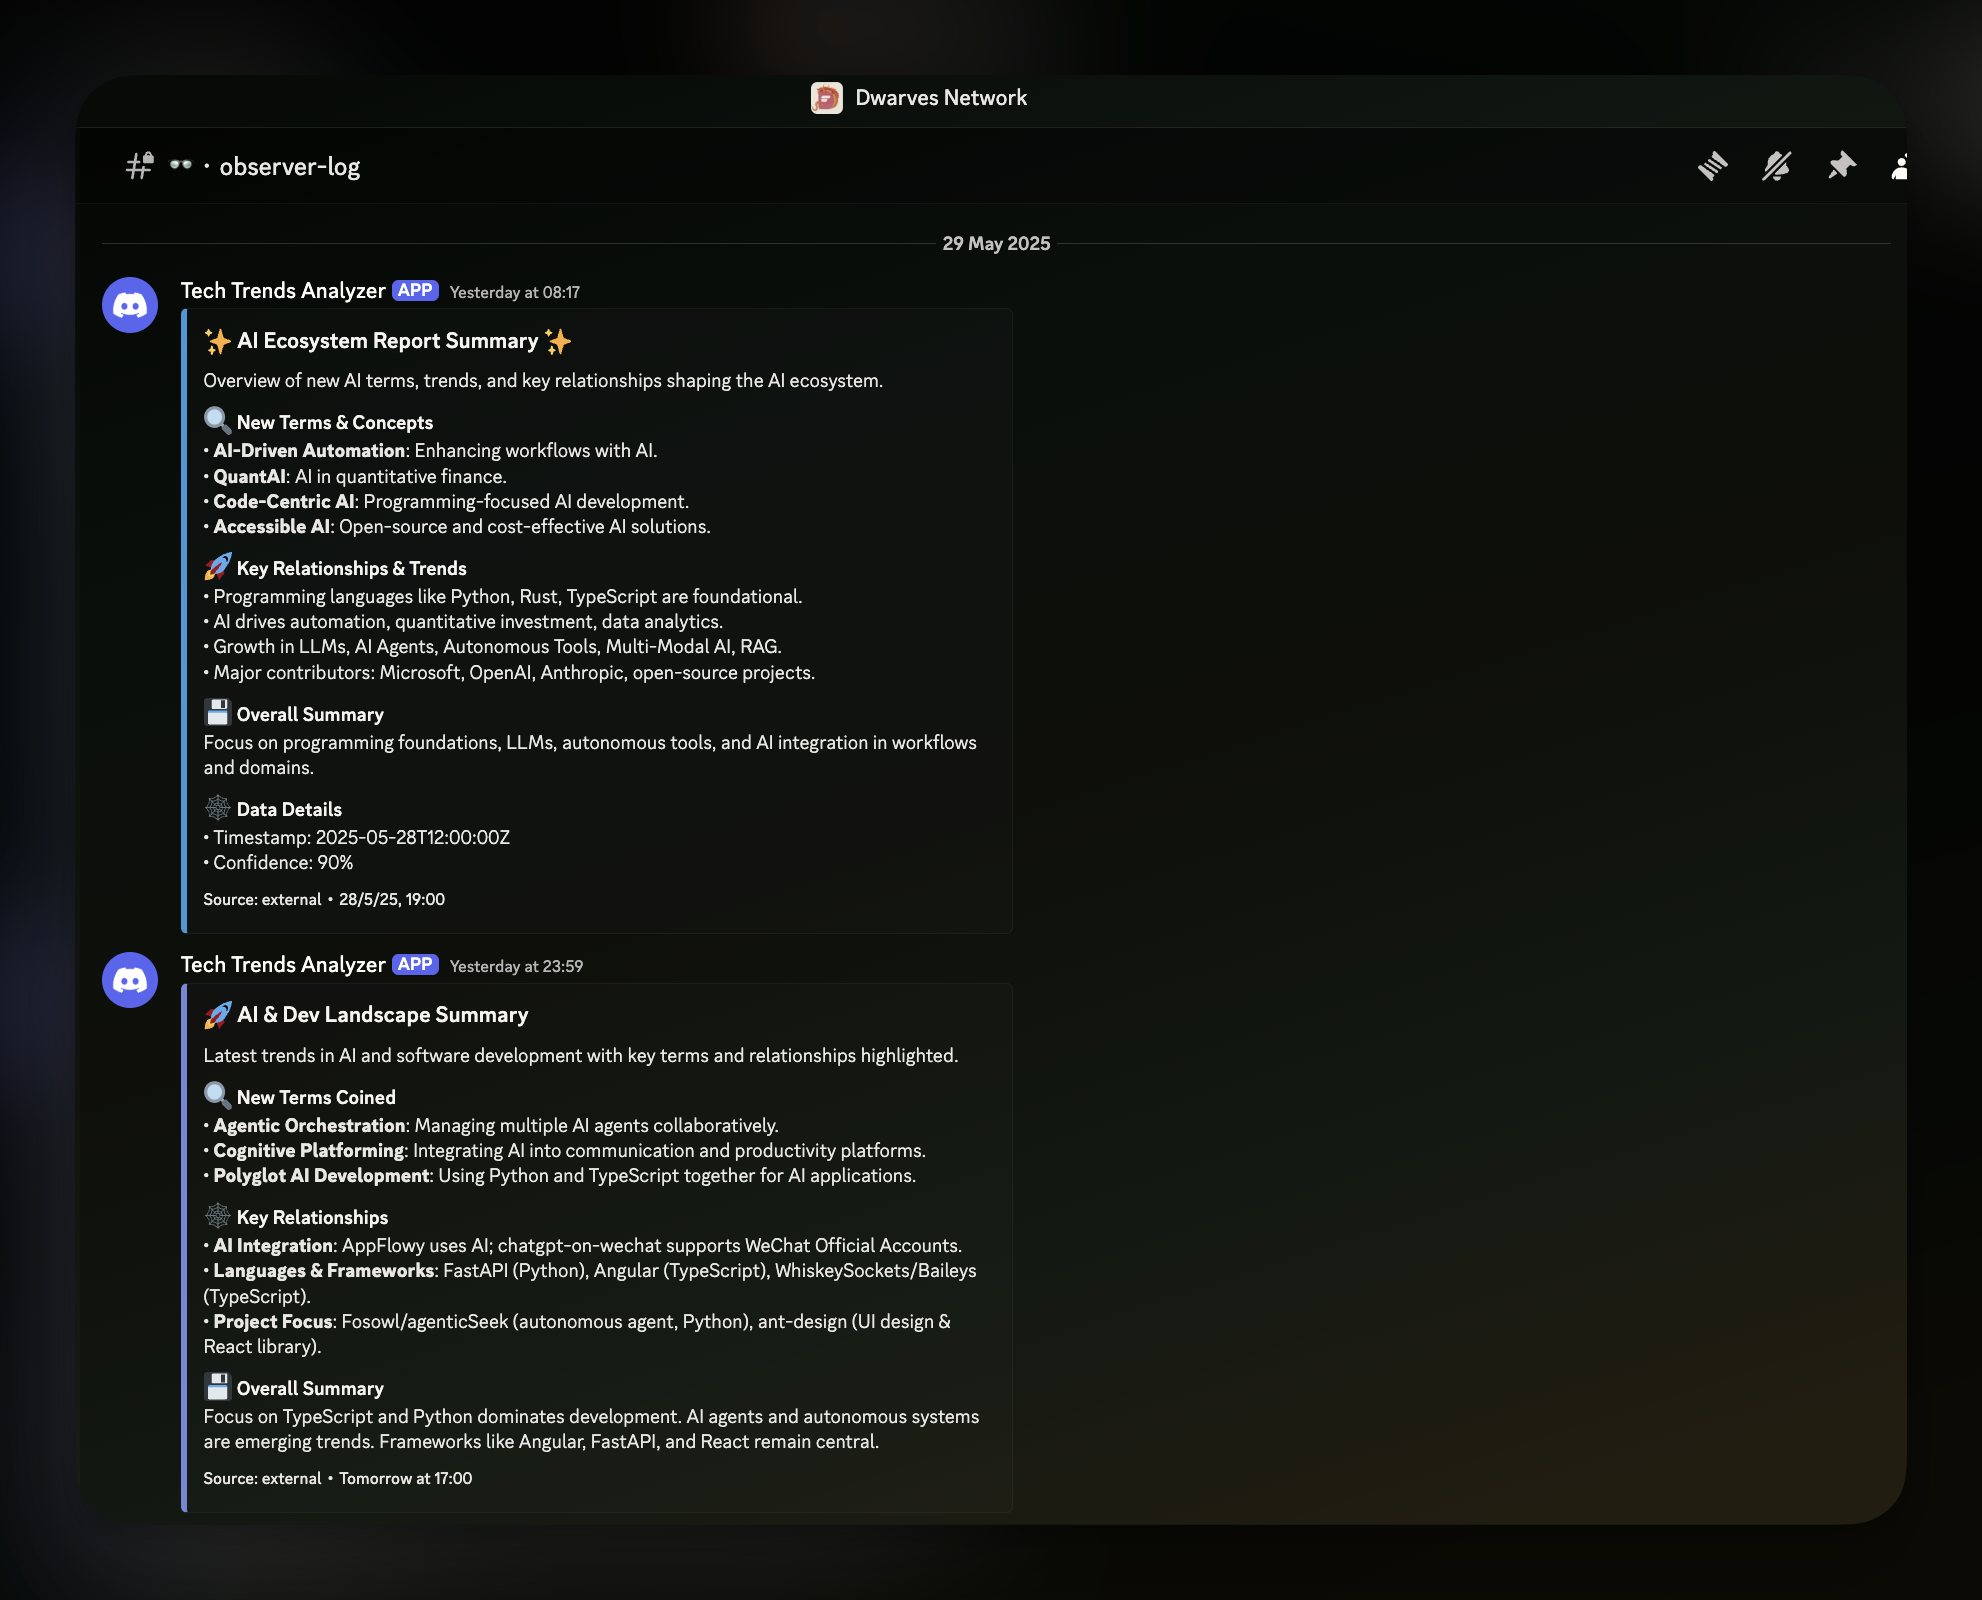 Dwarves Network
observer-log
29 May 2025
Tech Trends Analyzer APP Yesterday at 08:17
✨ AI Ecosystem Report Summary ✨
Overview of new AI terms, trends, and key relationships shaping the AI ecosystem.
🔍 New Terms & Concepts
• AI-Driven Automation: Enhancing workflows with AI.
• QuantAI: AI in quantitative finance.
• Code-Centric AI: Programming-focused AI development.
• Accessible AI: Open-source and cost-effective AI solutions.
🚀 Key Relationships & Trends
• Programming languages like Python, Rust, TypeScript are foundational.
• AI drives automation, quantitative investment, data analytics.
• Growth in LLMs, AI Agents, Autonomous Tools, Multi-Modal AI, RAG.
• Major contributors: Microsoft, OpenAI, Anthropic, open-source projects.
💾 Overall Summary
Focus on programming foundations, LLMs, autonomous tools, and AI integration in workflows
and domains.
🕸 Data Details
• Timestamp: 2025-05-28T12:00:00Z
• Confidence: 90%
Source: external • 28/5/25, 19:00
Tech Trends Analyzer APP Yesterday at 23:59
🚀 AI & Dev Landscape Summary
Latest trends in AI and software development with key terms and relationships highlighted.
🔍 New Terms Coined
• Agentic Orchestration: Managing multiple AI agents collaboratively.
• Cognitive Platforming: Integrating AI into communication and productivity platforms.
• Polyglot AI Development: Using Python and TypeScript together for AI applications.
🕸 Key Relationships
• AI Integration: AppFlowy uses AI; chatgpt-on-wechat supports WeChat Official Accounts.
• Languages & Frameworks: FastAPI (Python), Angular (TypeScript), WhiskeySockets/Baileys
(TypeScript).
• Project Focus: Fosowl/agenticSeek (autonomous agent, Python), ant-design (UI design &
React library).
💾 Overall Summary
Focus on TypeScript and Python dominates development. AI agents and autonomous systems
are emerging trends. Frameworks like Angular, FastAPI, and React remain central.
Source: external • Tomorrow at 17:00